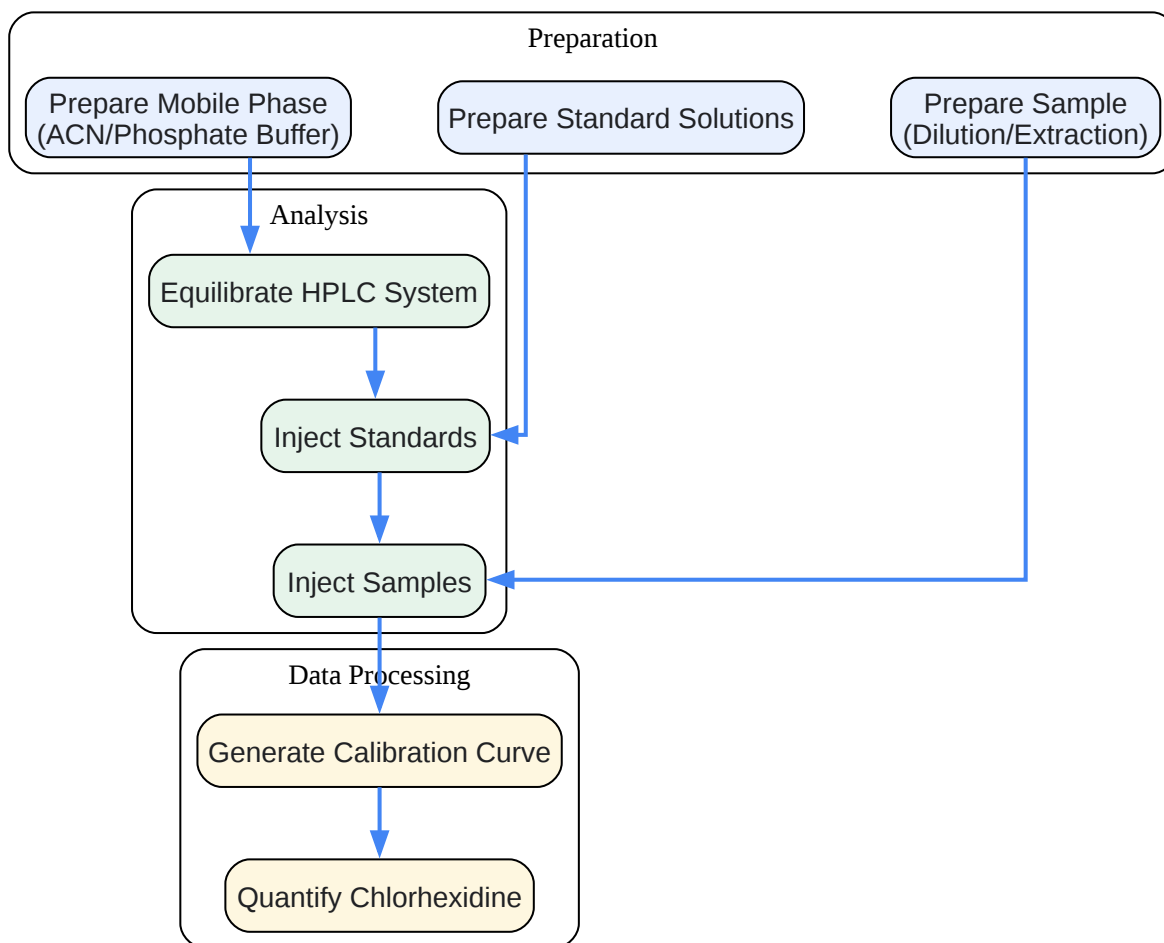 Preparation
Prepare Mobile Phase
(ACN/Phosphate Buffer)
Prepare Standard Solutions
Prepare Sample
(Dilution/Extraction)
Analysis
Equilibrate HPLC System
Inject Standards
Inject Samples
Data Processing
Generate Calibration Curve
Quantify Chlorhexidine